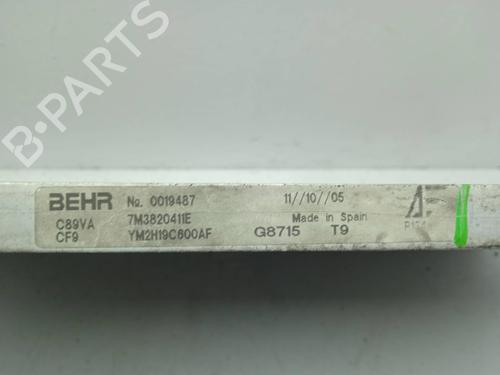 B-PARTS
BEHR No. 0019487 11//10//05
C89VA 7M3820411E Made in Spain
CF9 YM2H19C600AF G8715 T9